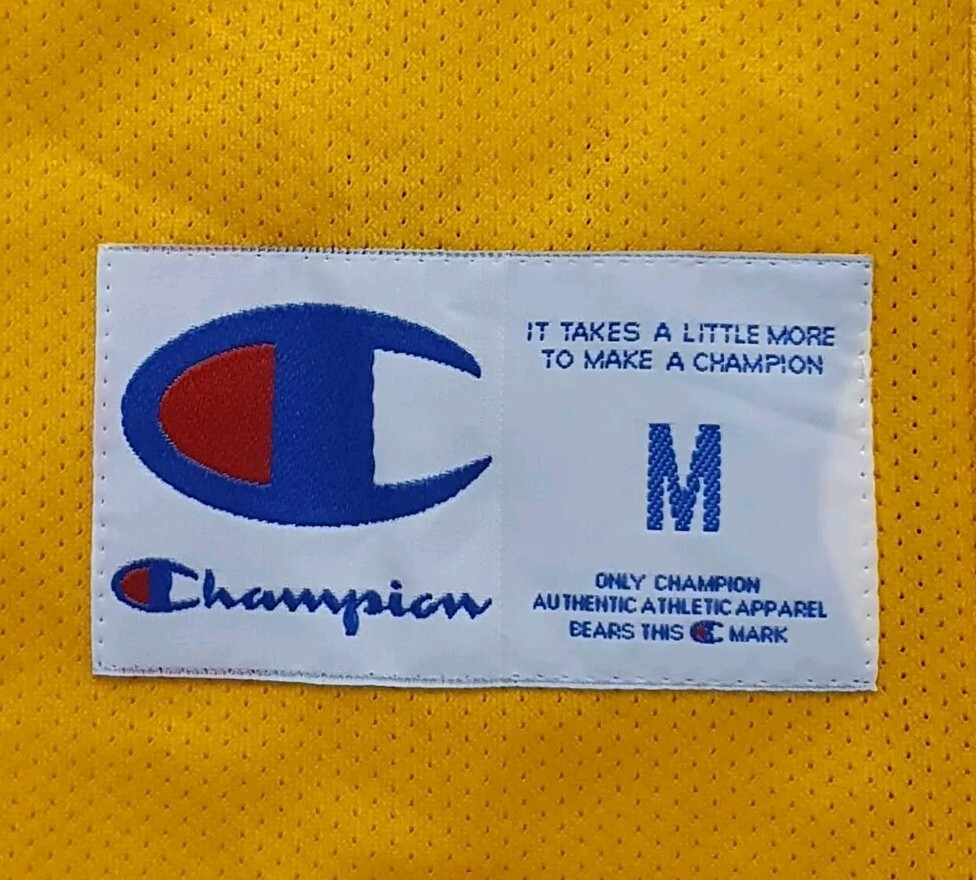 Champion
IT TAKES A LITTLE MORE
TO MAKE A CHAMPION
M
ONLY CHAMPION
AUTHENTIC ATHLETIC APPAREL
BEARS THIS C MARK